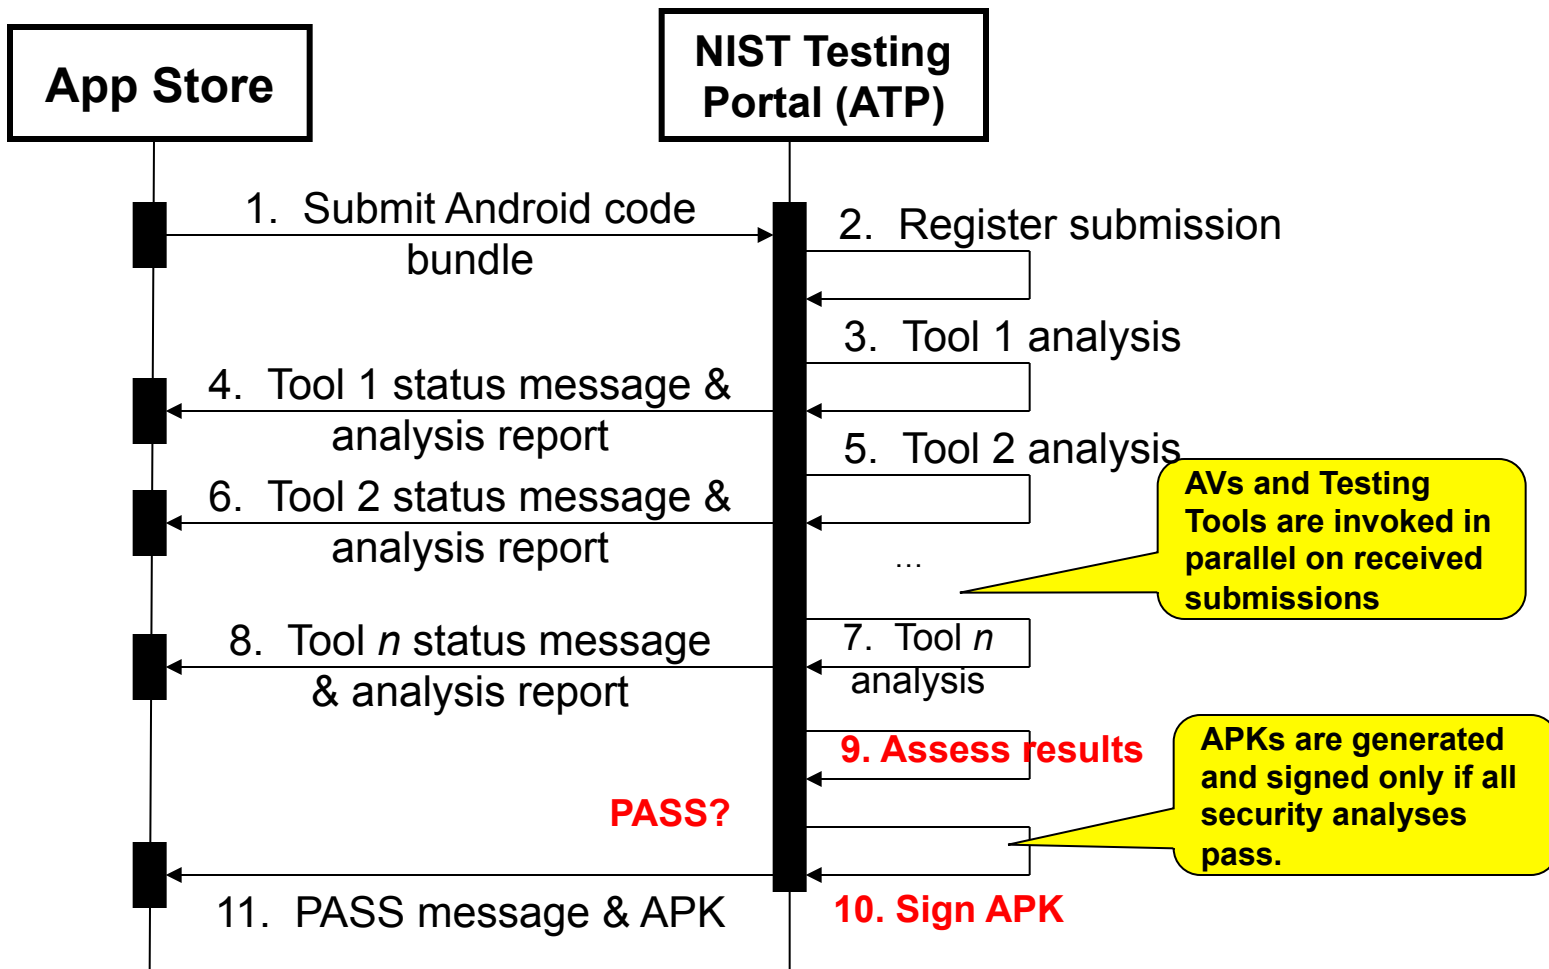 App Store
NIST Testing
Portal (ATP)
1. Submit Android code
bundle
2. Register submission
3. Tool 1 analysis
4. Tool 1 status message &
analysis report
5. Tool 2 analysis
6. Tool 2 status message &
analysis report
AVs and Testing
Tools are invoked in
parallel on received
submissions
...
7. Tool n
analysis
8. Tool n status message
& analysis report
9. Assess results
APKs are generated
and signed only if all
security analyses
pass.
PASS?
10. Sign APK
11. PASS message & APK